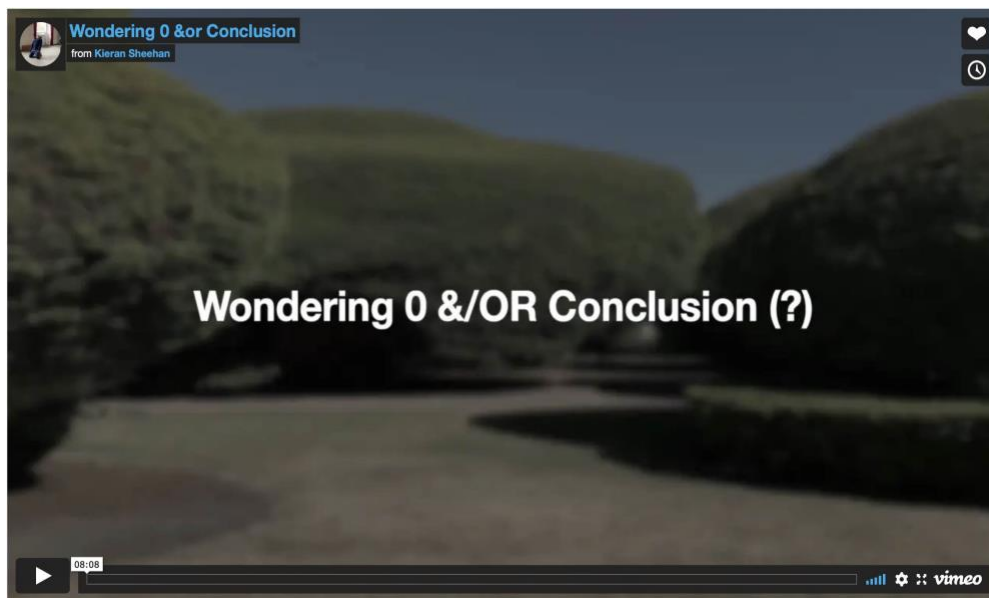 Wondering 0 &or Conclusion
from Kieran Sheehan
Wondering 0 &/OR Conclusion (?)
08:08
vimeo